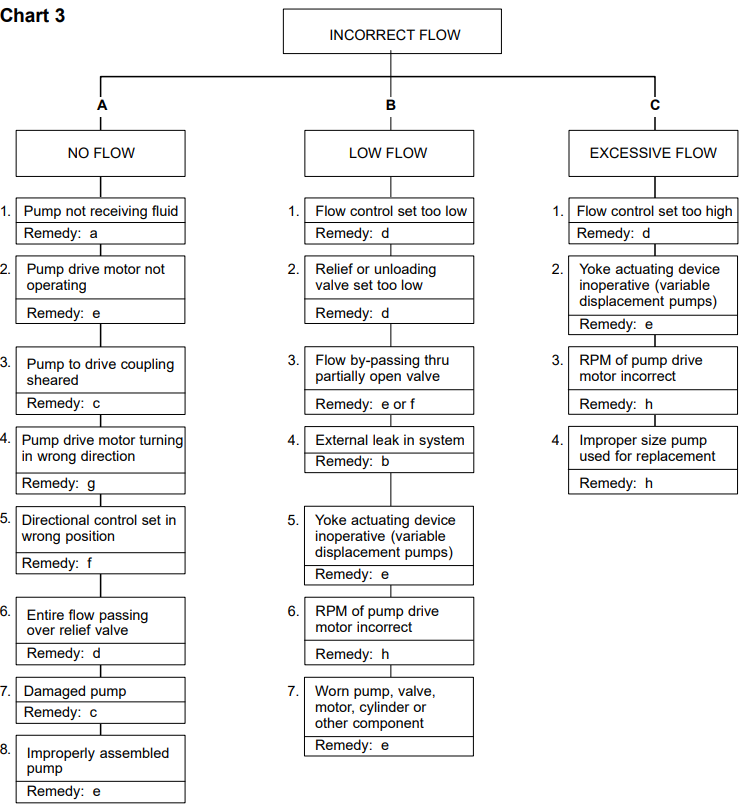 Chart 3
INCORRECT FLOW
A
NO FLOW
1. Pump not receiving fluid
Remedy: a
2. Pump drive motor not
operating
Remedy: e
3. Pump to drive coupling
sheared
Remedy: c
4. Pump drive motor turning
in wrong direction
Remedy: g
5. Directional control set in
wrong position
Remedy: f
6. Entire flow passing
over relief valve
Remedy: d
7. Damaged pump
Remedy: c
8. Improperly assembled
pump
Remedy: e
B
LOW FLOW
1. Flow control set too low
Remedy: d
2. Relief or unloading
valve set too low
Remedy: d
3. Flow by-passing thru
partially open valve
Remedy: e or f
4. External leak in system
Remedy: b
5. Yoke actuating device
inoperative (variable
displacement pumps)
Remedy: e
6. RPM of pump drive
motor incorrect
Remedy: h
7. Worn pump, valve,
motor, cylinder or
other component
Remedy: e
C
EXCESSIVE FLOW
1. Flow control set too high
Remedy: d
2. Yoke actuating device
inoperative (variable
displacement pumps)
Remedy: e
3. RPM of pump drive
motor incorrect
Remedy: h
4. Improper size pump
used for replacement
Remedy: h